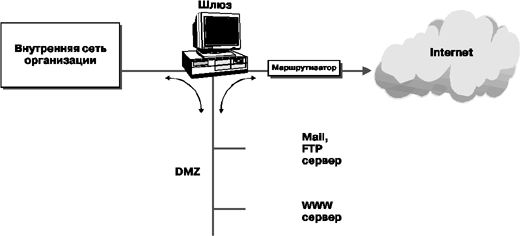 Шлюз
Внутренняя сеть
организации
Маршрутизатор
Internet
Mail,
FTP
сервер
DMZ
WWW
сервер